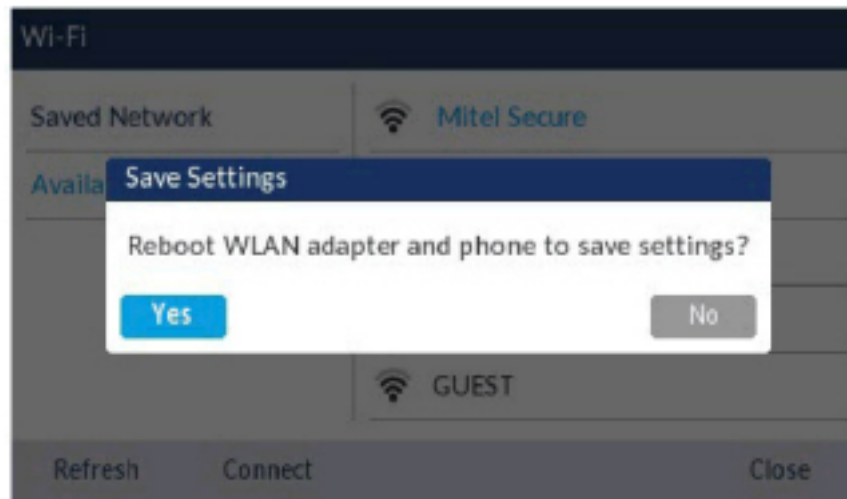 Wi-Fi
Saved Network
Mitel Secure
Availa
Save Settings
Reboot WLAN adapter and phone to save settings?
Yes
No
GUEST
Refresh
Connect
Close